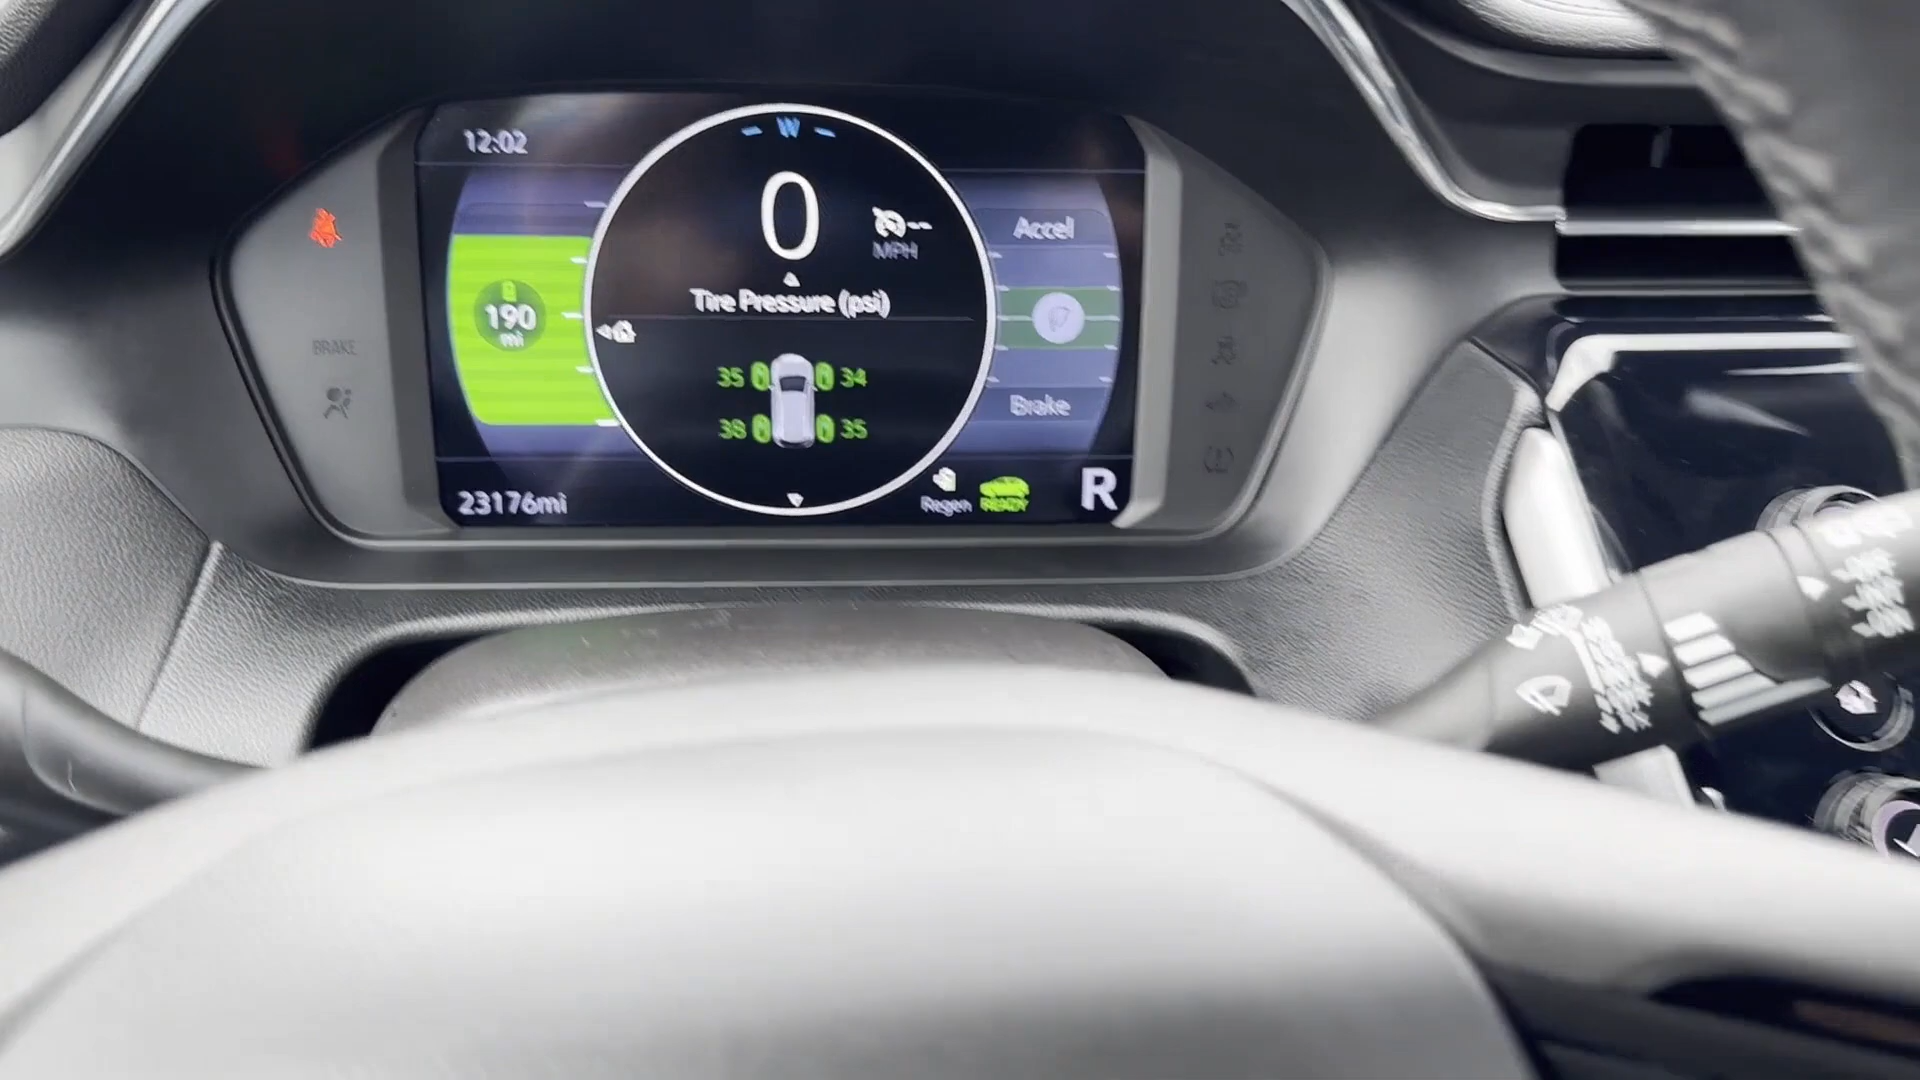 12:02
W
0
MPH
Accel
Tire Pressure (psi)
190
mi
35 34
38 35
BRAKE
Brake
23176mi
Regen
READY
R